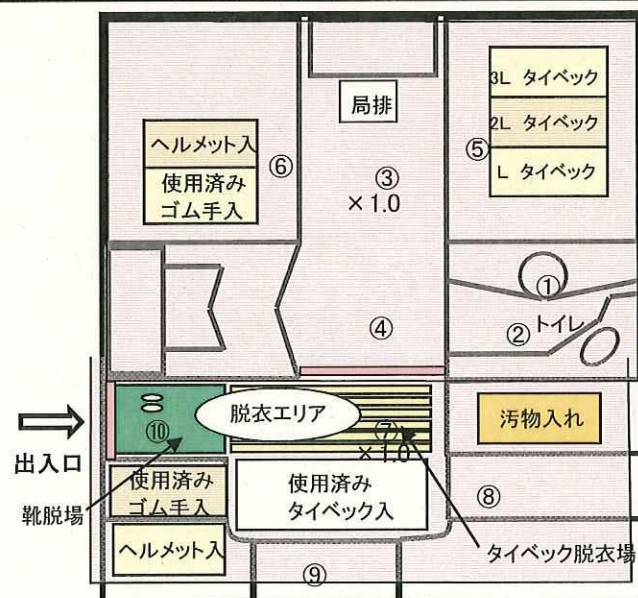 3L タイベック
局排
2L タイベック
ヘルメット入
⑥
⑤
使用済み
ゴム手入
③
×1.0
L タイベック
①
④
②
トイレ
⑩
脱衣エリア
⑦
×1.0
汚物入れ
出入口
使用済み
ゴム手入
使用済み
タイベック入
⑧
靴脱場
ヘルメット入
タイベック脱衣場
⑨